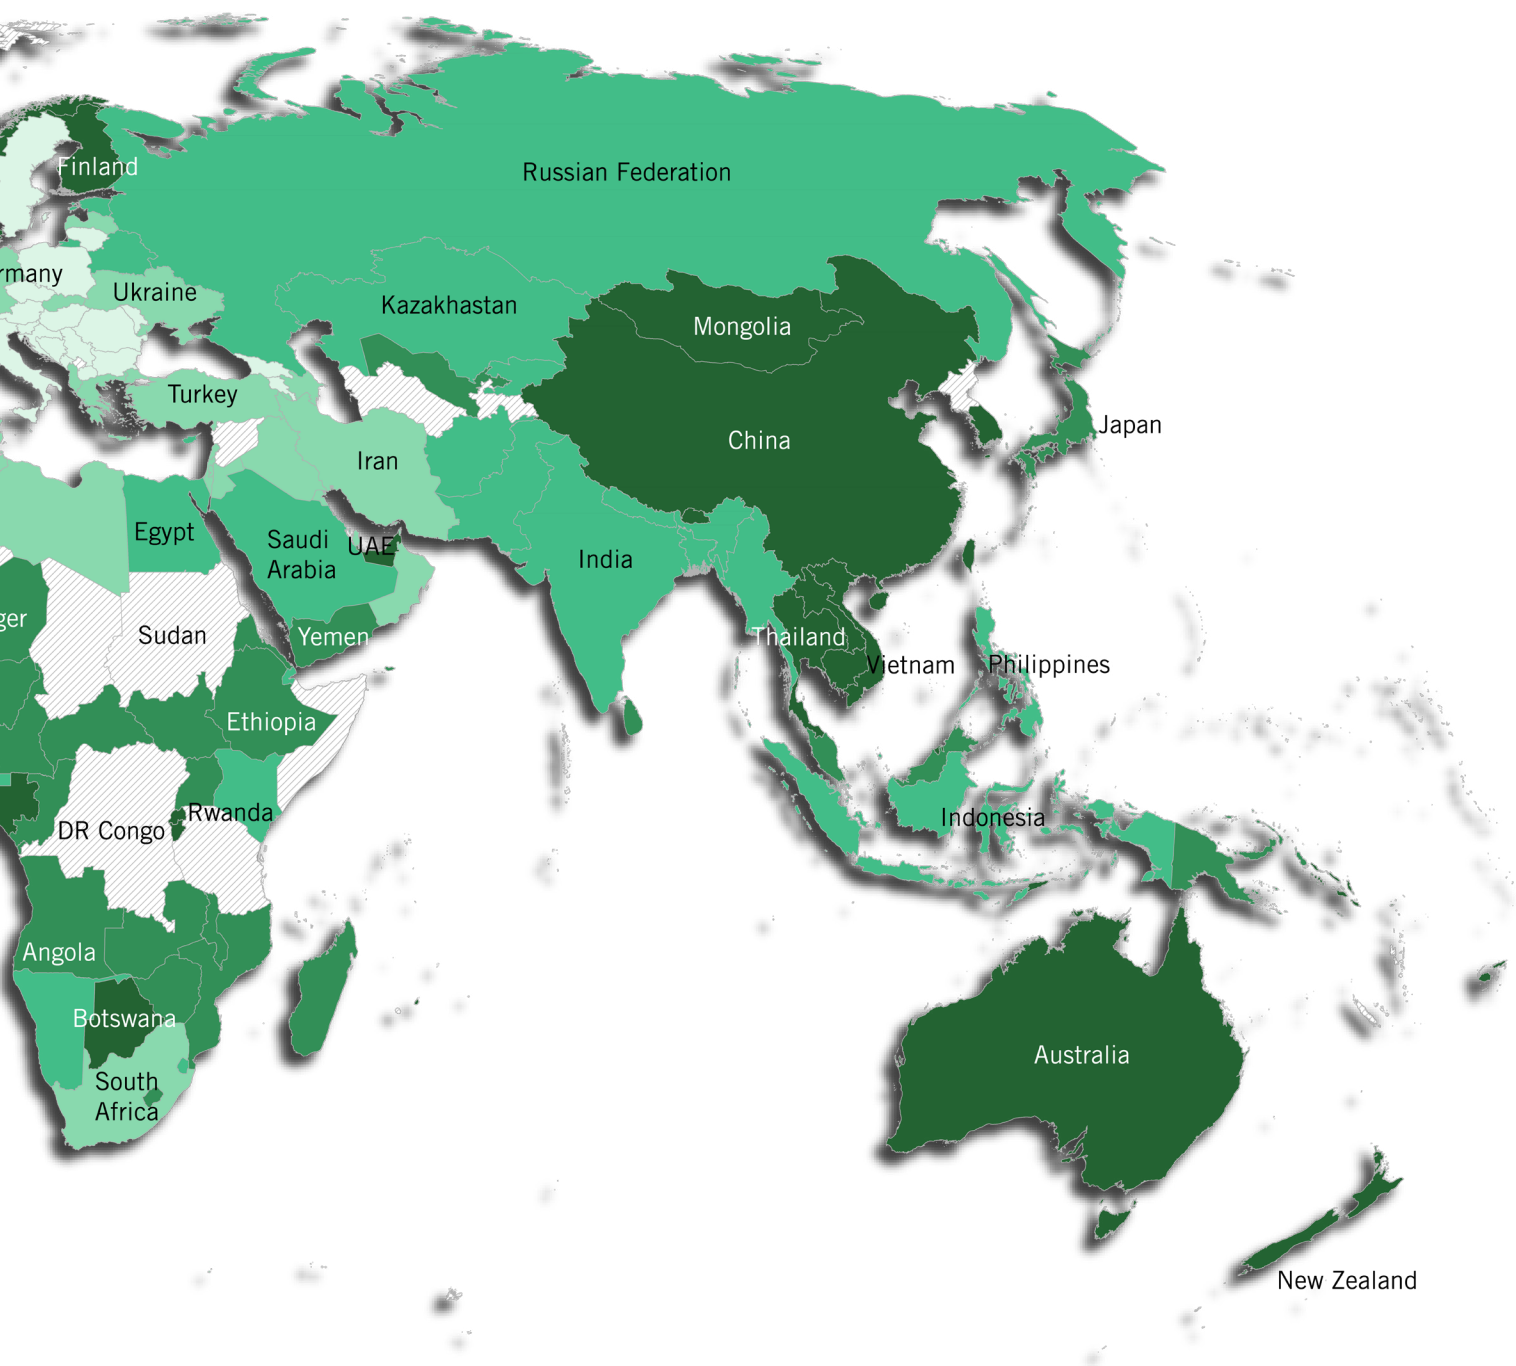 Finland
Russian Federation
rmany
Ukraine
Kazakhastan
Mongolia
Turkey
Japan
China
Iran
Egypt
Saudi
Arabia
UAE
India
ger
Sudan
Yemen
Thailand
Vietnam
Philippines
Ethiopia
Rwanda
DR Congo
Indonesia
Angola
Botswana
Australia
South
Africa
New Zealand